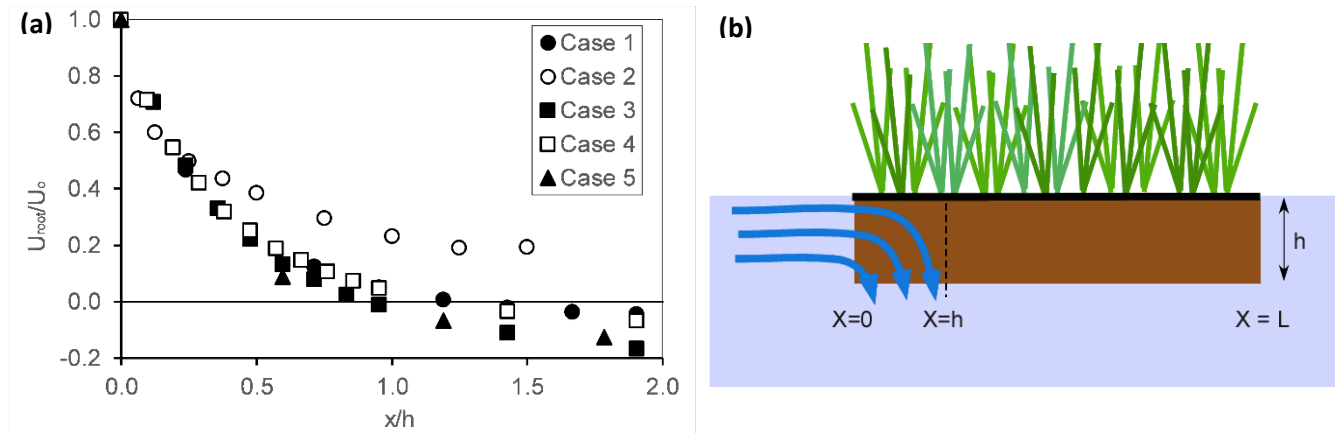 (a)
1.0
0.8
0.6
0.4
0.2
0.0
-0.2
Uroot/Uo
0.0 0.5 1.0 1.5 2.0
x/h
Case 1
Case 2
Case 3
Case 4
Case 5
(b)
h
X=0 X=h X = L